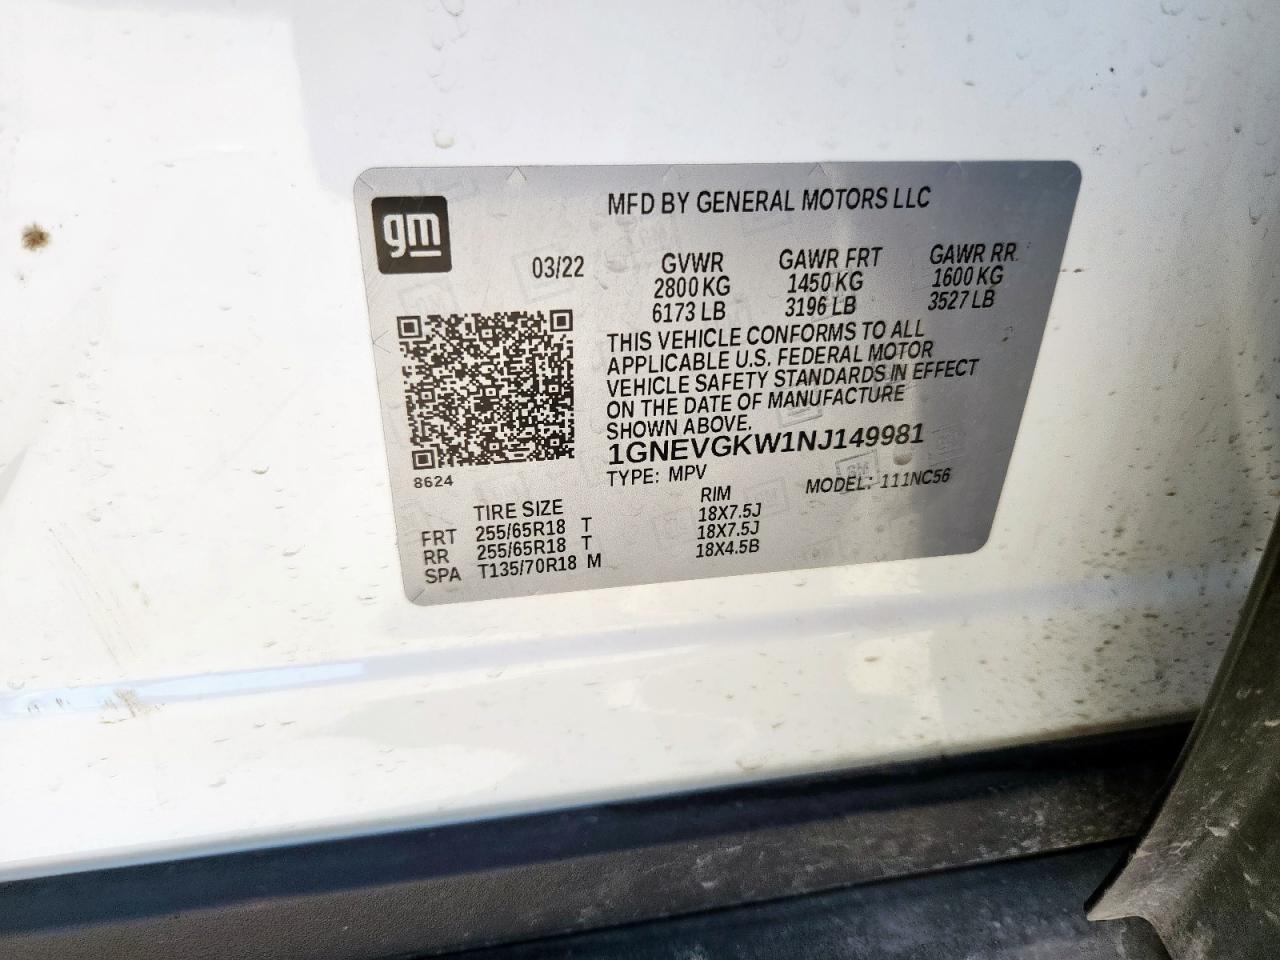 gm
MFD BY GENERAL MOTORS LLC
03/22 GVWR GAWR FRT GAWR RR
2800 KG 1450 KG 1600 KG
6173 LB 3196 LB 3527 LB
THIS VEHICLE CONFORMS TO ALL
APPLICABLE U.S. FEDERAL MOTOR
VEHICLE SAFETY STANDARDS IN EFFECT
ON THE DATE OF MANUFACTURE
SHOWN ABOVE.
1GNEVGKW1NJ149981
TYPE: MPV MODEL: 111NC56
8624
TIRE SIZE RIM
FRT 255/65R18 T 18X7.5J
RR 255/65R18 T 18X7.5J
SPA T135/70R18 M 18X4.5B